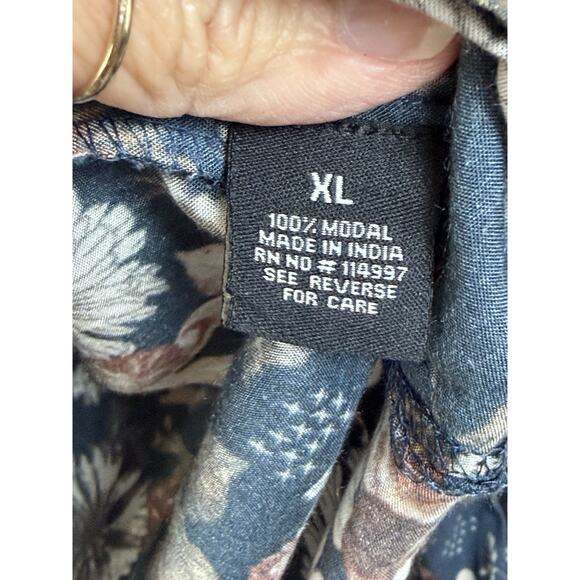 XL
100% MODAL
MADE IN INDIA
RN NO # 114997
SEE REVERSE
FOR CARE